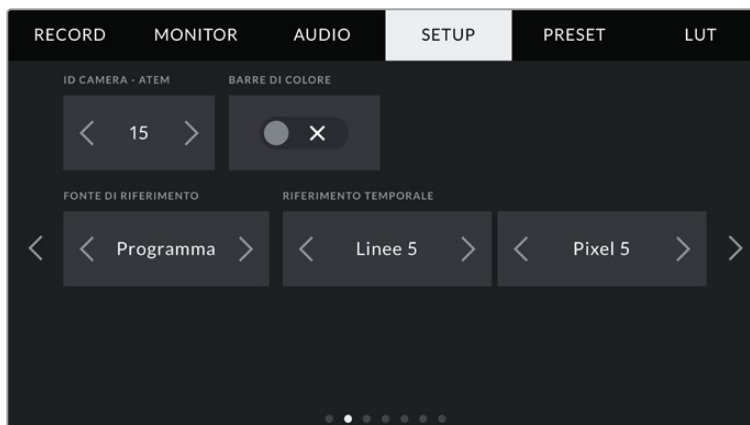 RECORD MONITOR AUDIO SETUP PRESET LUT
ID CAMERA - ATEM BARRE DI COLORE
15
FONTE DI RIFERIMENTO RIFERIMENTO TEMPORALE
Programma Linee 5 Pixel 5